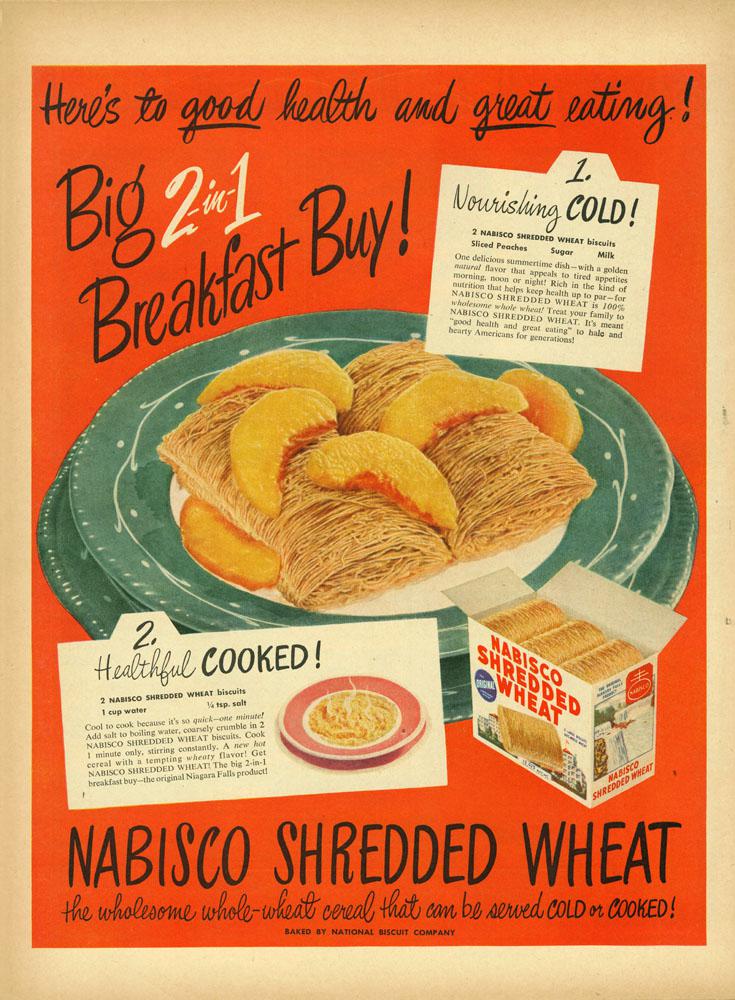 Here's to good health and great eating!
Big 2-in-1
Breakfast Buy!
1.
Nourishing COLD!
2 NABISCO SHREDDED WHEAT biscuits
Sliced Peaches Sugar Milk
One delicious summertime dish—with a golden
natural flavor that appeals to tired appetites
morning, noon or night! Rich in the kind of
nutrition that helps keep health up to par—for
NABISCO SHREDDED WHEAT is 100%
wholesome whole wheat! Treat your family to
NABISCO SHREDDED WHEAT. It's meant
"good health and great eating" to hale and
hearty Americans for generations!
2.
Healthful COOKED!
2 NABISCO SHREDDED WHEAT biscuits
1 cup water ¼ tsp. salt
Cool to cook because it's so quick—one minute!
Add salt to boiling water, coarsely crumble in 2
NABISCO SHREDDED WHEAT biscuits. Cook
1 minute only, stirring constantly. A new hot
cereal with a tempting wheaty flavor! Get
NABISCO SHREDDED WHEAT! The big 2-in-1
breakfast buy—the original Niagara Falls product!
NABISCO
SHREDDED
WHEAT
ORIGINAL
NABISCO
NABISCO
SHREDDED WHEAT
NABISCO SHREDDED WHEAT
the wholesome whole-wheat cereal that can be served COLD or COOKED!
BAKED BY NATIONAL BISCUIT COMPANY